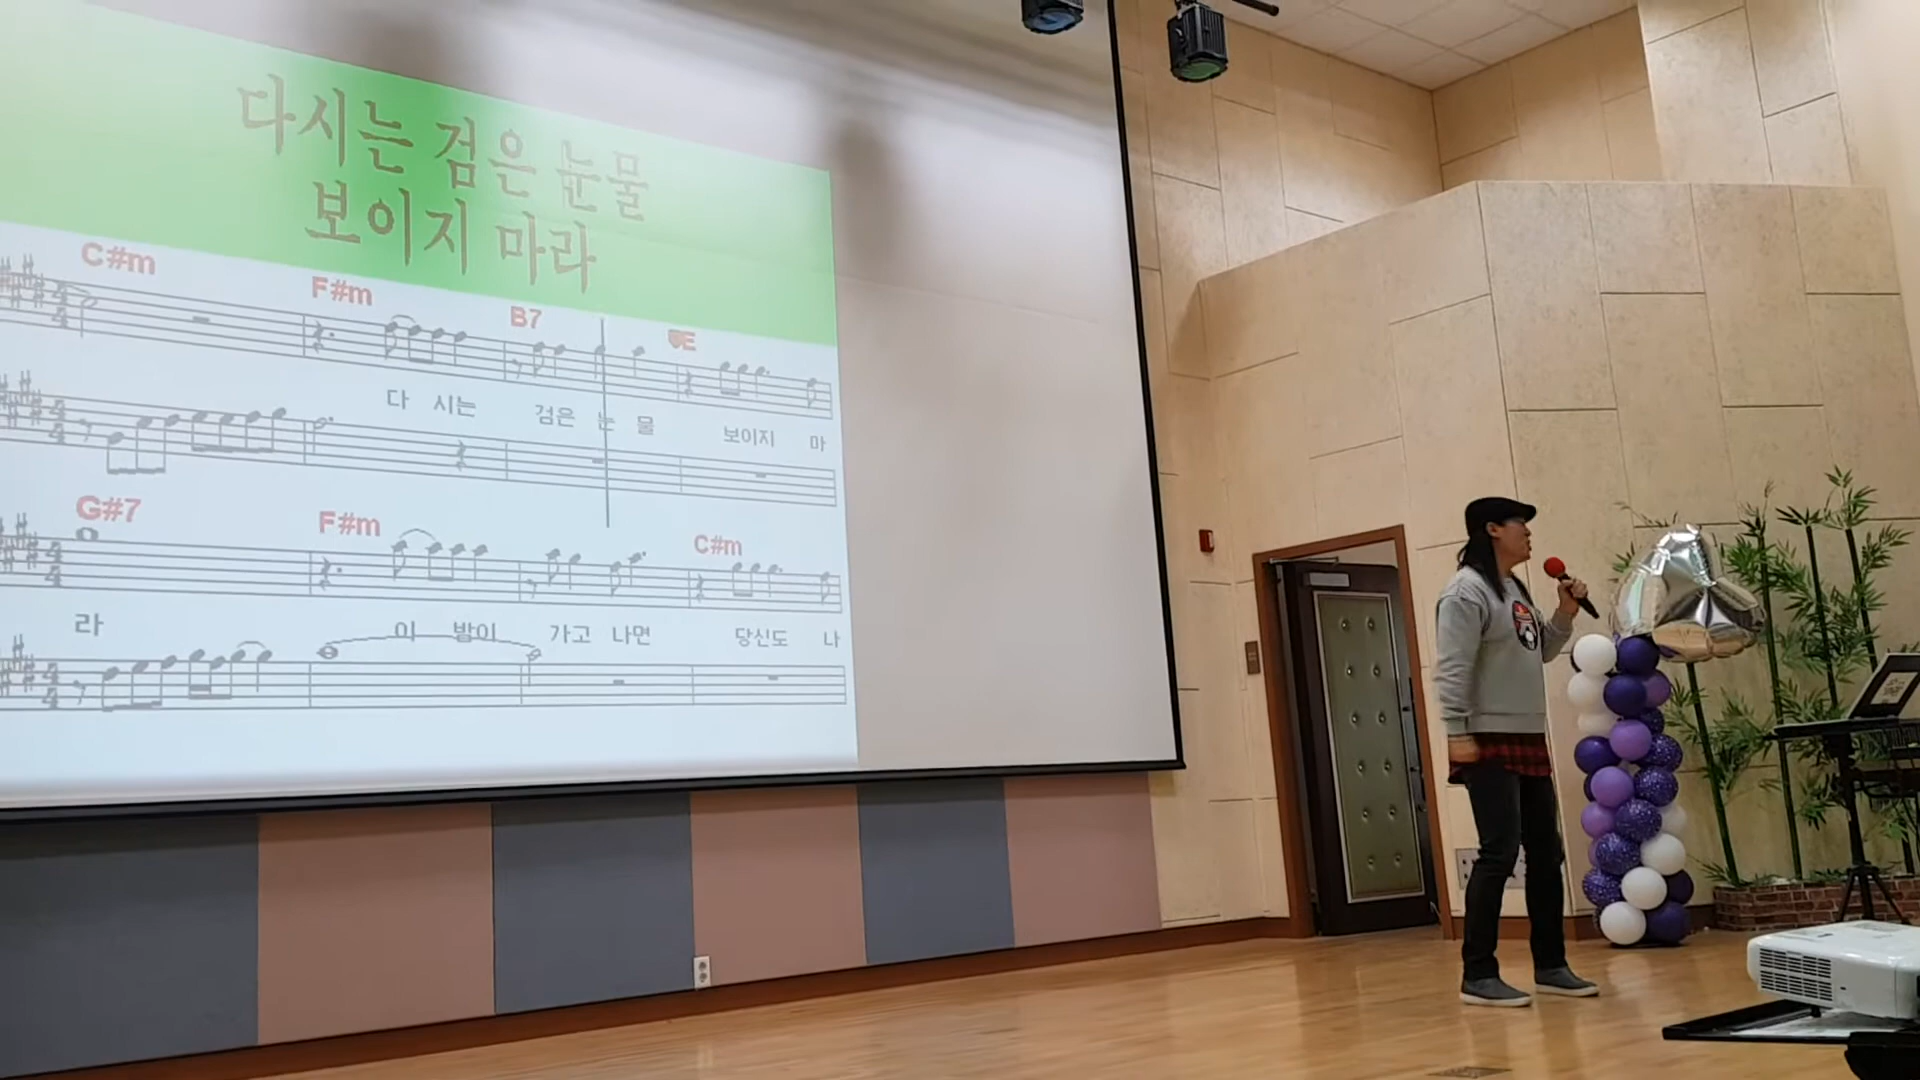 다시는 검은 눈물
보이지 마라
C#m F#m B7 E
다 시는 검은 눈 물 보이지 마
G#7 F#m C#m
라 이 밤이 가고 나면 당신도 나